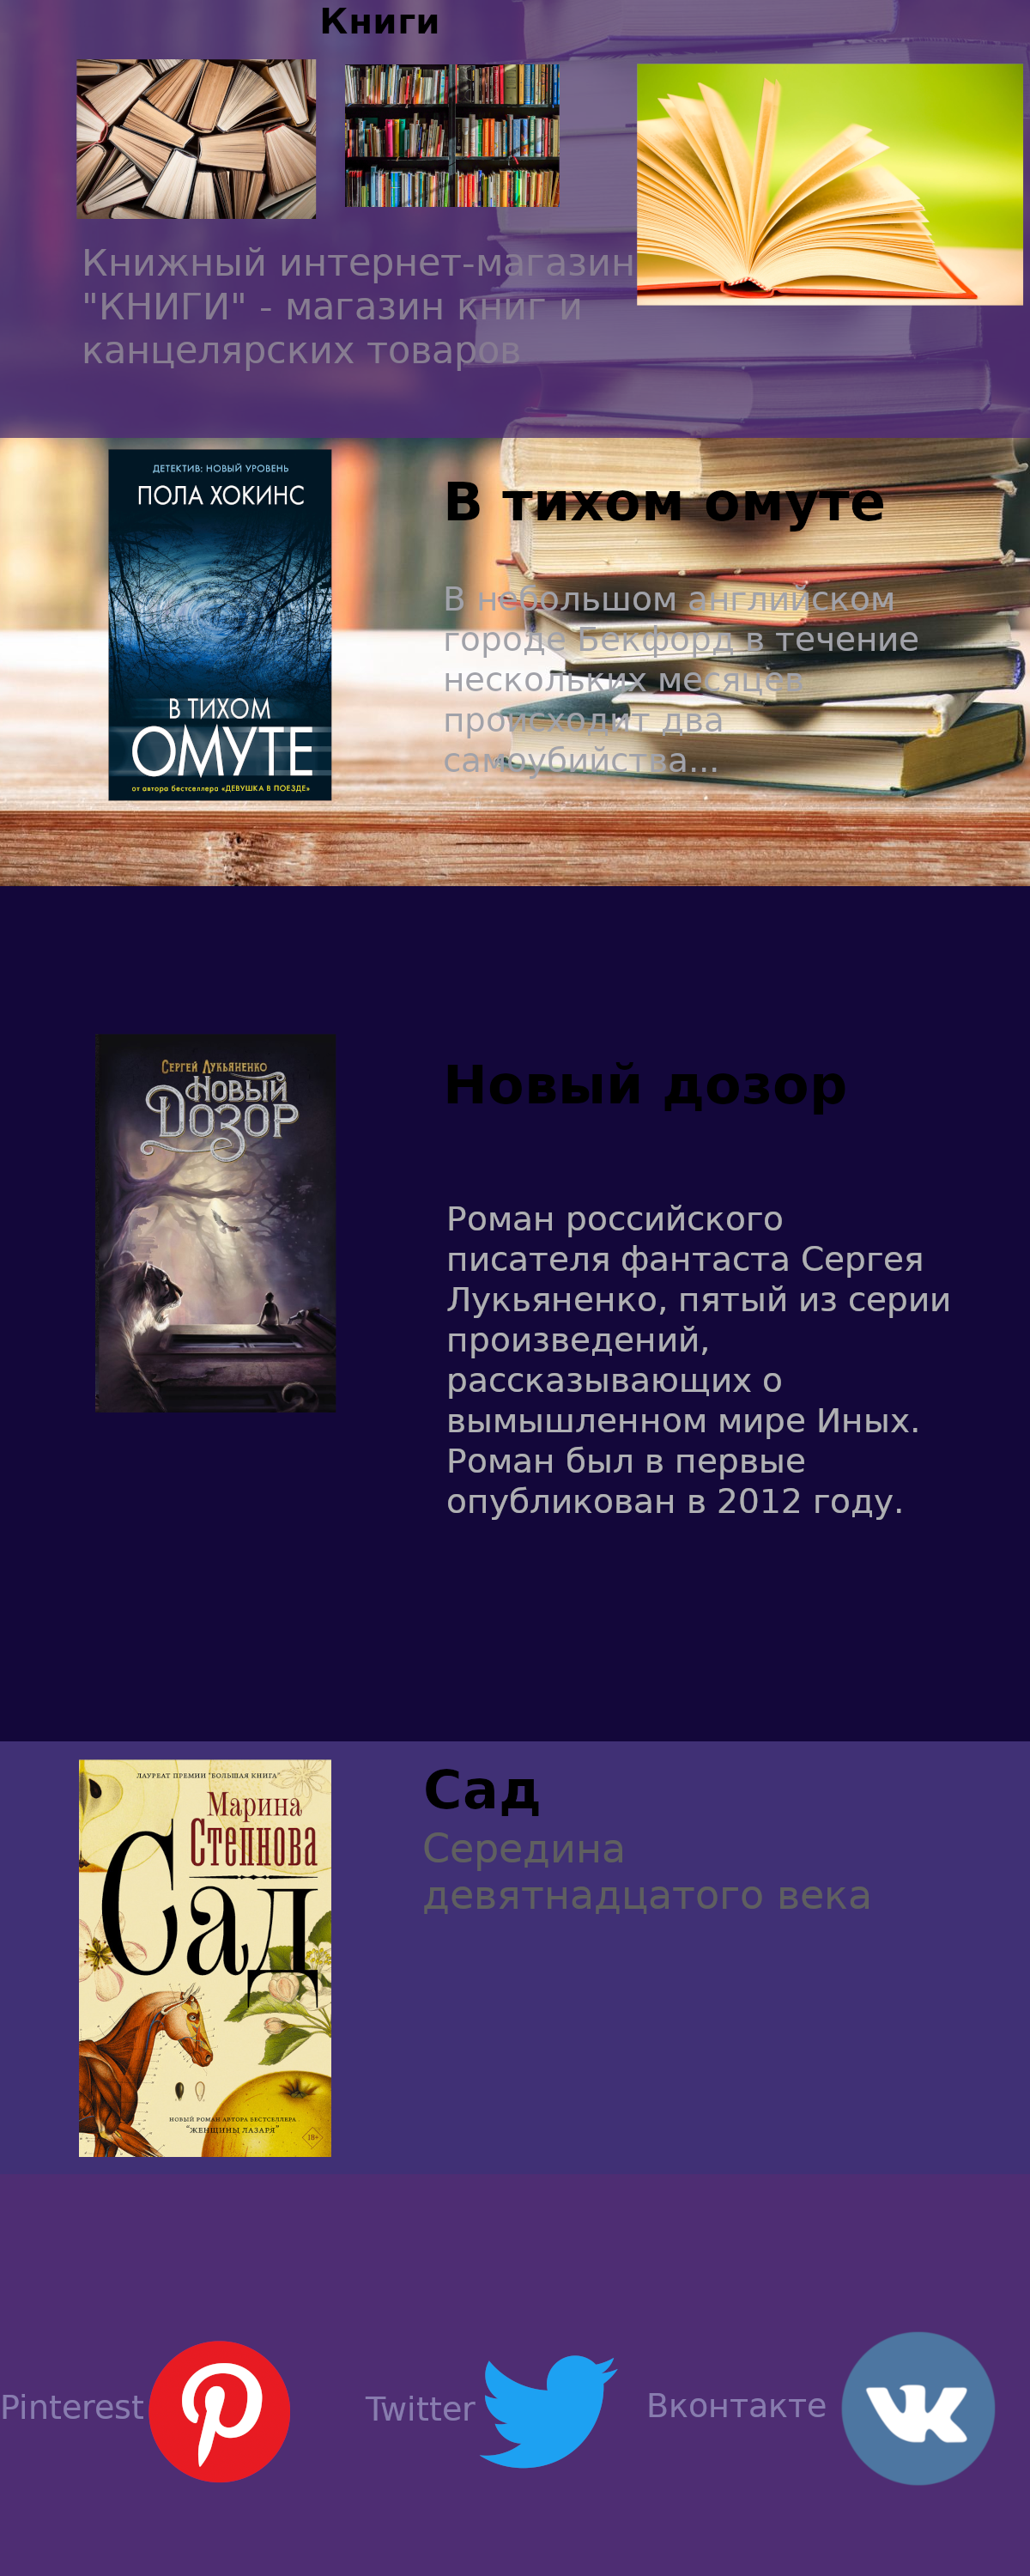 Книги
Книжный интернет-магазин
"КНИГИ" - магазин книг и
канцелярских товаров
ДЕТЕКТИВ: НОВЫЙ УРОВЕНЬ
ПОЛА ХОКИНС
В ТИХОМ
ОМУТЕ
от автора бестселлера «ДЕВУШКА В ПОЕЗДЕ»
В тихом омуте
В небольшом английском
городе Бекфорд в течение
нескольких месяцев
происходит два
самоубийства...
Сергей Лукьяненко
Новый
Дозор
Новый дозор
Роман российского
писателя фантаста Сергея
Лукьяненко, пятый из серии
произведений,
рассказывающих о
вымышленном мире Иных.
Роман был в первые
опубликован в 2012 году.
ЛАУРЕАТ ПРЕМИИ "БОЛЬШАЯ КНИГА"
Марина
Степнова
Сад
НОВЫЙ РОМАН АВТОРА БЕСТСЕЛЛЕРА
"ЖЕНЩИНЫ ЛАЗАРЯ"
18+
Сад
Середина
девятнадцатого века
Pinterest
Twitter
Вконтакте